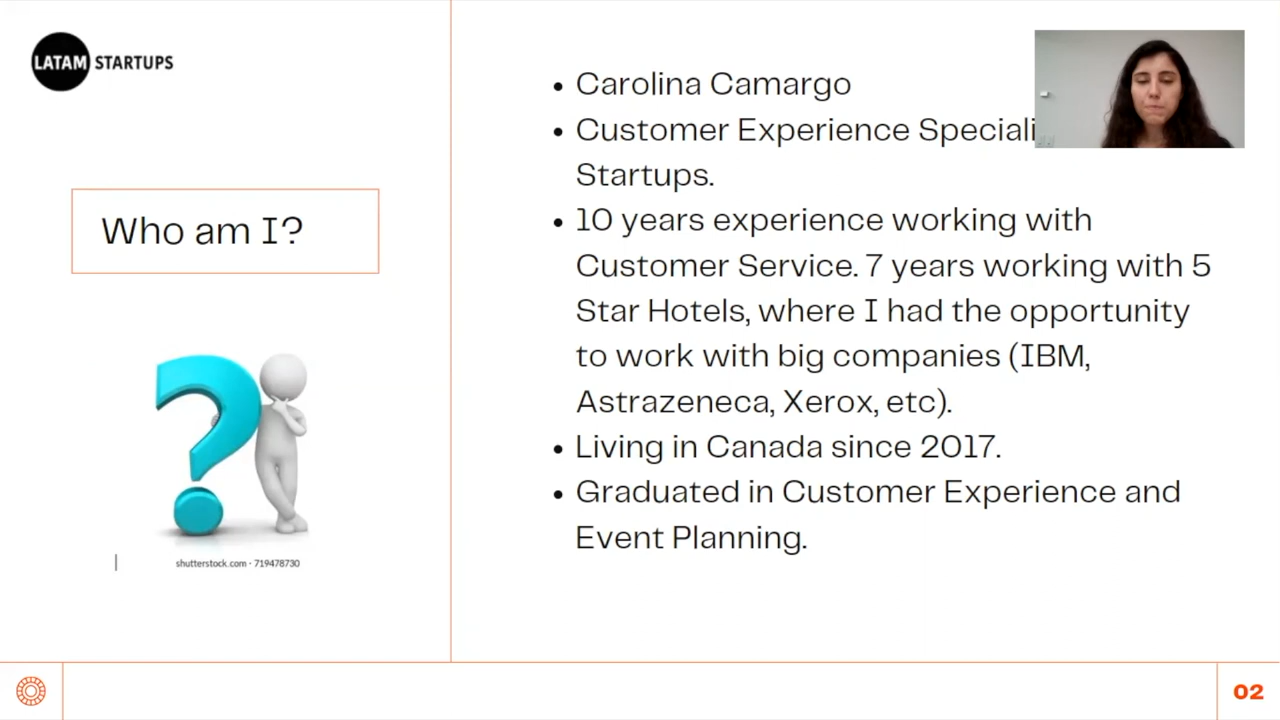 LATAM STARTUPS
Who am I?
shutterstock.com · 719478730
• Carolina Camargo
• Customer Experience
Startups.
• 10 years experience working with
Customer Service. 7 years working with 5
Star Hotels, where I had the opportunity
to work with big companies (IBM,
Astrazeneca, Xerox, etc).
• Living in Canada since 2017.
• Graduated in Customer Experience and
Event Planning.
02